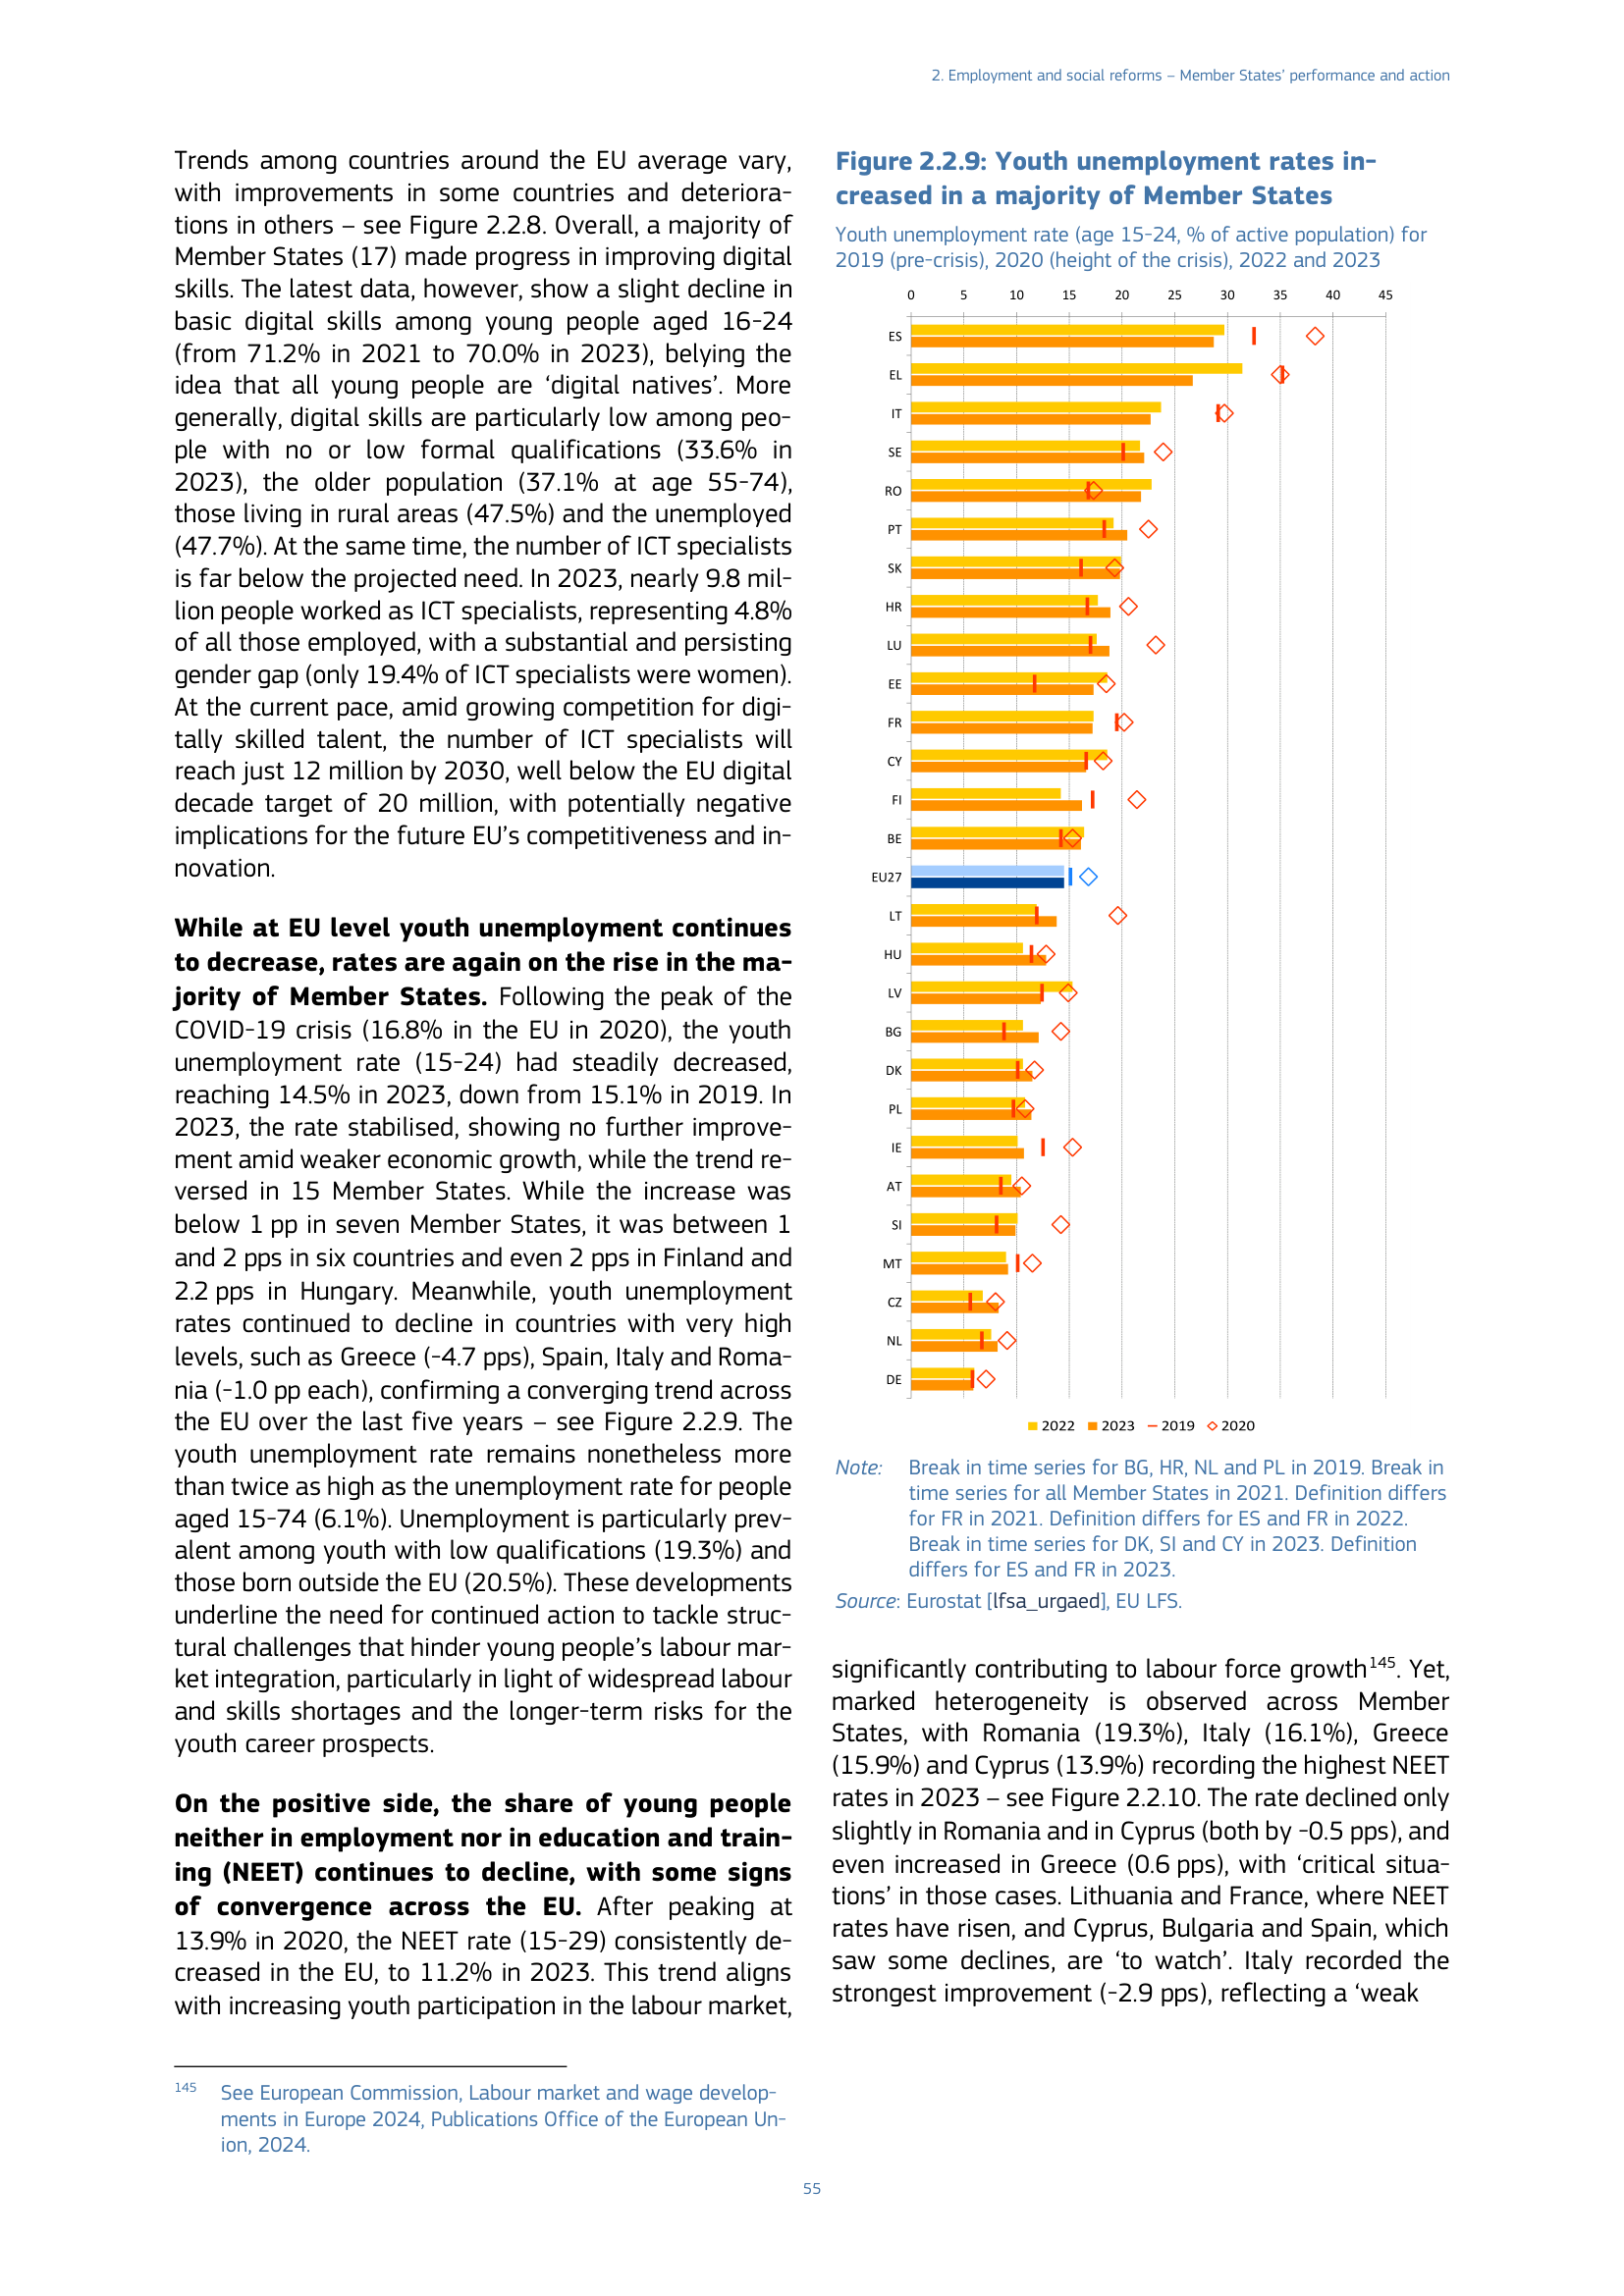 2. Employment and social reforms – Member States’ performance and action
Trends among countries around the EU average vary,
with improvements in some countries and deteriora-
tions in others – see Figure 2.2.8. Overall, a majority of
Member States (17) made progress in improving digital
skills. The latest data, however, show a slight decline in
basic digital skills among young people aged 16-24
(from 71.2% in 2021 to 70.0% in 2023), belying the
idea that all young people are ‘digital natives’. More
generally, digital skills are particularly low among peo-
ple with no or low formal qualifications (33.6% in
2023), the older population (37.1% at age 55-74),
those living in rural areas (47.5%) and the unemployed
(47.7%). At the same time, the number of ICT specialists
is far below the projected need. In 2023, nearly 9.8 mil-
lion people worked as ICT specialists, representing 4.8%
of all those employed, with a substantial and persisting
gender gap (only 19.4% of ICT specialists were women).
At the current pace, amid growing competition for digi-
tally skilled talent, the number of ICT specialists will
reach just 12 million by 2030, well below the EU digital
decade target of 20 million, with potentially negative
implications for the future EU’s competitiveness and in-
novation.
While at EU level youth unemployment continues
to decrease, rates are again on the rise in the ma-
jority of Member States. Following the peak of the
COVID-19 crisis (16.8% in the EU in 2020), the youth
unemployment rate (15-24) had steadily decreased,
reaching 14.5% in 2023, down from 15.1% in 2019. In
2023, the rate stabilised, showing no further improve-
ment amid weaker economic growth, while the trend re-
versed in 15 Member States. While the increase was
below 1 pp in seven Member States, it was between 1
and 2 pps in six countries and even 2 pps in Finland and
2.2 pps in Hungary. Meanwhile, youth unemployment
rates continued to decline in countries with very high
levels, such as Greece (-4.7 pps), Spain, Italy and Roma-
nia (-1.0 pp each), confirming a converging trend across
the EU over the last five years – see Figure 2.2.9. The
youth unemployment rate remains nonetheless more
than twice as high as the unemployment rate for people
aged 15-74 (6.1%). Unemployment is particularly prev-
alent among youth with low qualifications (19.3%) and
those born outside the EU (20.5%). These developments
underline the need for continued action to tackle struc-
tural challenges that hinder young people’s labour mar-
ket integration, particularly in light of widespread labour
and skills shortages and the longer-term risks for the
youth career prospects.
On the positive side, the share of young people
neither in employment nor in education and train-
ing (NEET) continues to decline, with some signs
of convergence across the EU. After peaking at
13.9% in 2020, the NEET rate (15-29) consistently de-
creased in the EU, to 11.2% in 2023. This trend aligns
with increasing youth participation in the labour market,
Figure 2.2.9: Youth unemployment rates in-
creased in a majority of Member States
Youth unemployment rate (age 15-24, % of active population) for
2019 (pre-crisis), 2020 (height of the crisis), 2022 and 2023
0 5 10 15 20 25 30 35 40 45
ES
EL
IT
SE
RO
PT
SK
HR
LU
EE
FR
CY
FI
BE
EU27
LT
HU
LV
BG
DK
PL
IE
AT
SI
MT
CZ
NL
DE
2022 2023 2019 2020
Note: Break in time series for BG, HR, NL and PL in 2019. Break in
time series for all Member States in 2021. Definition differs
for FR in 2021. Definition differs for ES and FR in 2022.
Break in time series for DK, SI and CY in 2023. Definition
differs for ES and FR in 2023.
Source: Eurostat [lfsa_urgaed], EU LFS.
significantly contributing to labour force growth145. Yet,
marked heterogeneity is observed across Member
States, with Romania (19.3%), Italy (16.1%), Greece
(15.9%) and Cyprus (13.9%) recording the highest NEET
rates in 2023 – see Figure 2.2.10. The rate declined only
slightly in Romania and in Cyprus (both by -0.5 pps), and
even increased in Greece (0.6 pps), with ‘critical situa-
tions’ in those cases. Lithuania and France, where NEET
rates have risen, and Cyprus, Bulgaria and Spain, which
saw some declines, are ‘to watch’. Italy recorded the
strongest improvement (-2.9 pps), reflecting a ‘weak
145 See European Commission, Labour market and wage develop-
ments in Europe 2024, Publications Office of the European Un-
ion, 2024.
55